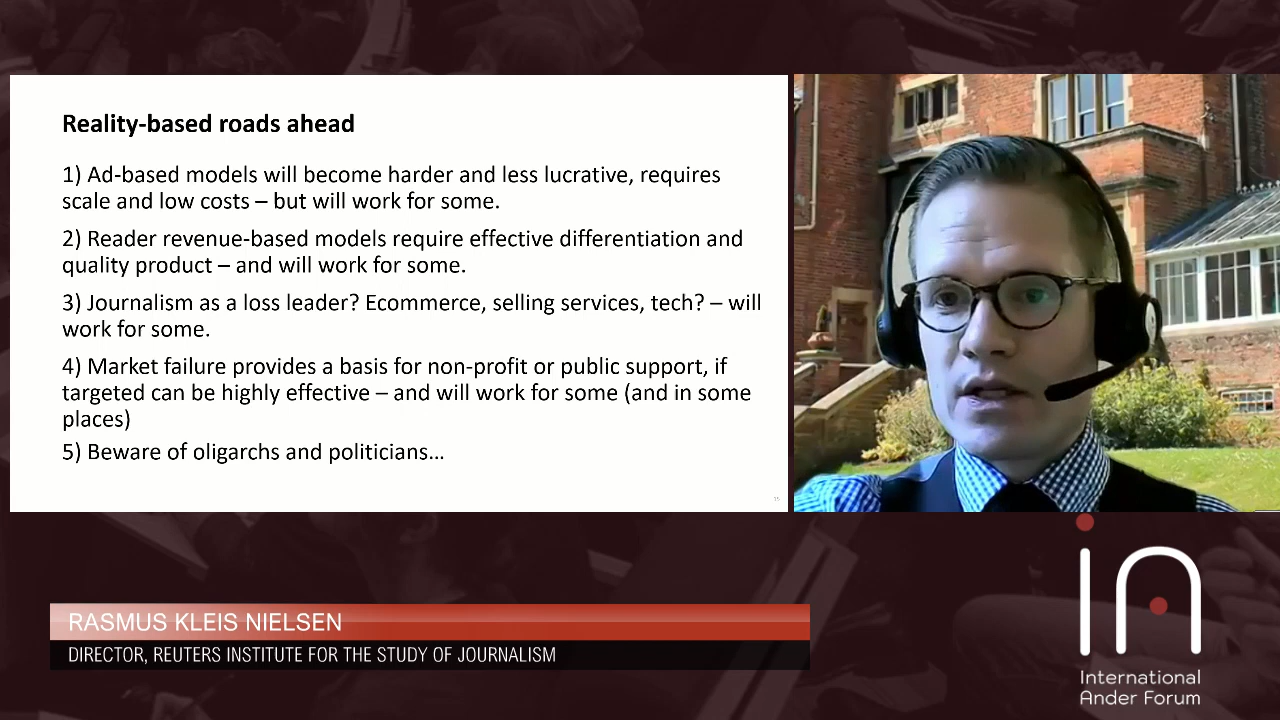 Reality-based roads ahead
1) Ad-based models will become harder and less lucrative, requires
scale and low costs – but will work for some.
2) Reader revenue-based models require effective differentiation and
quality product – and will work for some.
3) Journalism as a loss leader? Ecommerce, selling services, tech? – will
work for some.
4) Market failure provides a basis for non-profit or public support, if
targeted can be highly effective – and will work for some (and in some
places)
5) Beware of oligarchs and politicians...
RASMUS KLEIS NIELSEN
DIRECTOR, REUTERS INSTITUTE FOR THE STUDY OF JOURNALISM
in
International
Ander Forum